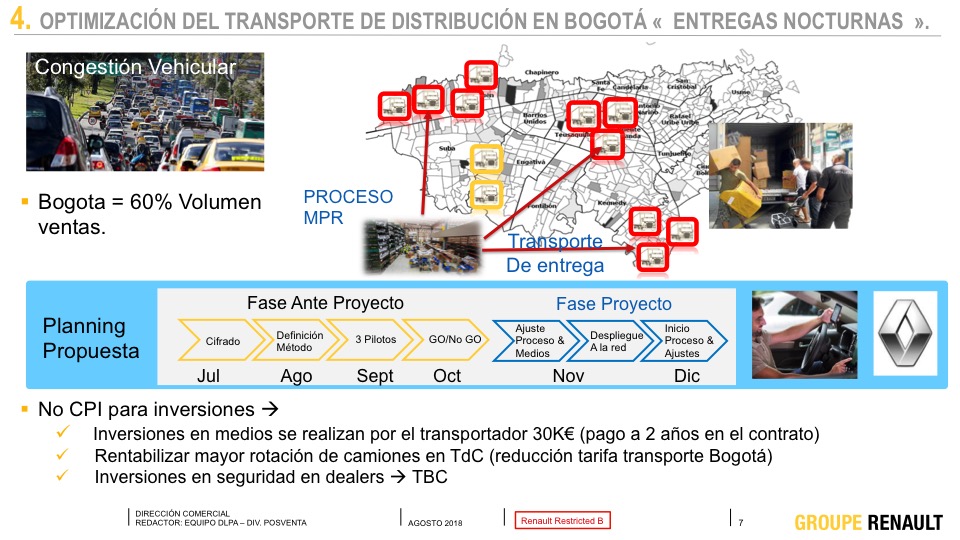 4. OPTIMIZACIÓN DEL TRANSPORTE DE DISTRIBUCIÓN EN BOGOTÁ « ENTREGAS NOCTURNAS ».
Congestión Vehicular
▪ Bogota = 60% Volumen
ventas.
Chapinero
Santa
Fe
Candelaria
San
Cristobal
Usme
Barrios
Unidos
Teusaquillo
Rafael
Uribe Uribe
Tunjuelito
Suba
Engativá
Fontibón
Kennedy
PROCESO
MPR
Transporte
De entrega
Planning
Propuesta
Fase Ante Proyecto
Fase Proyecto
Cifrado
Definición
Método
3 Pilotos
GO/No GO
Ajuste
Proceso &
Medios
Despliegue
A la red
Inicio
Proceso &
Ajustes
Jul Ago Sept Oct Nov Dic
▪ No CPI para inversiones →
✓ Inversiones en medios se realizan por el transportador 30K€ (pago a 2 años en el contrato)
✓ Rentabilizar mayor rotación de camiones en TdC (reducción tarifa transporte Bogotá)
✓ Inversiones en seguridad en dealers → TBC
DIRECCIÓN COMERCIAL
REDACTOR: EQUIPO DLPA – DIV. POSVENTA
AGOSTO 2018
Renault Restricted B
7
GROUPE RENAULT